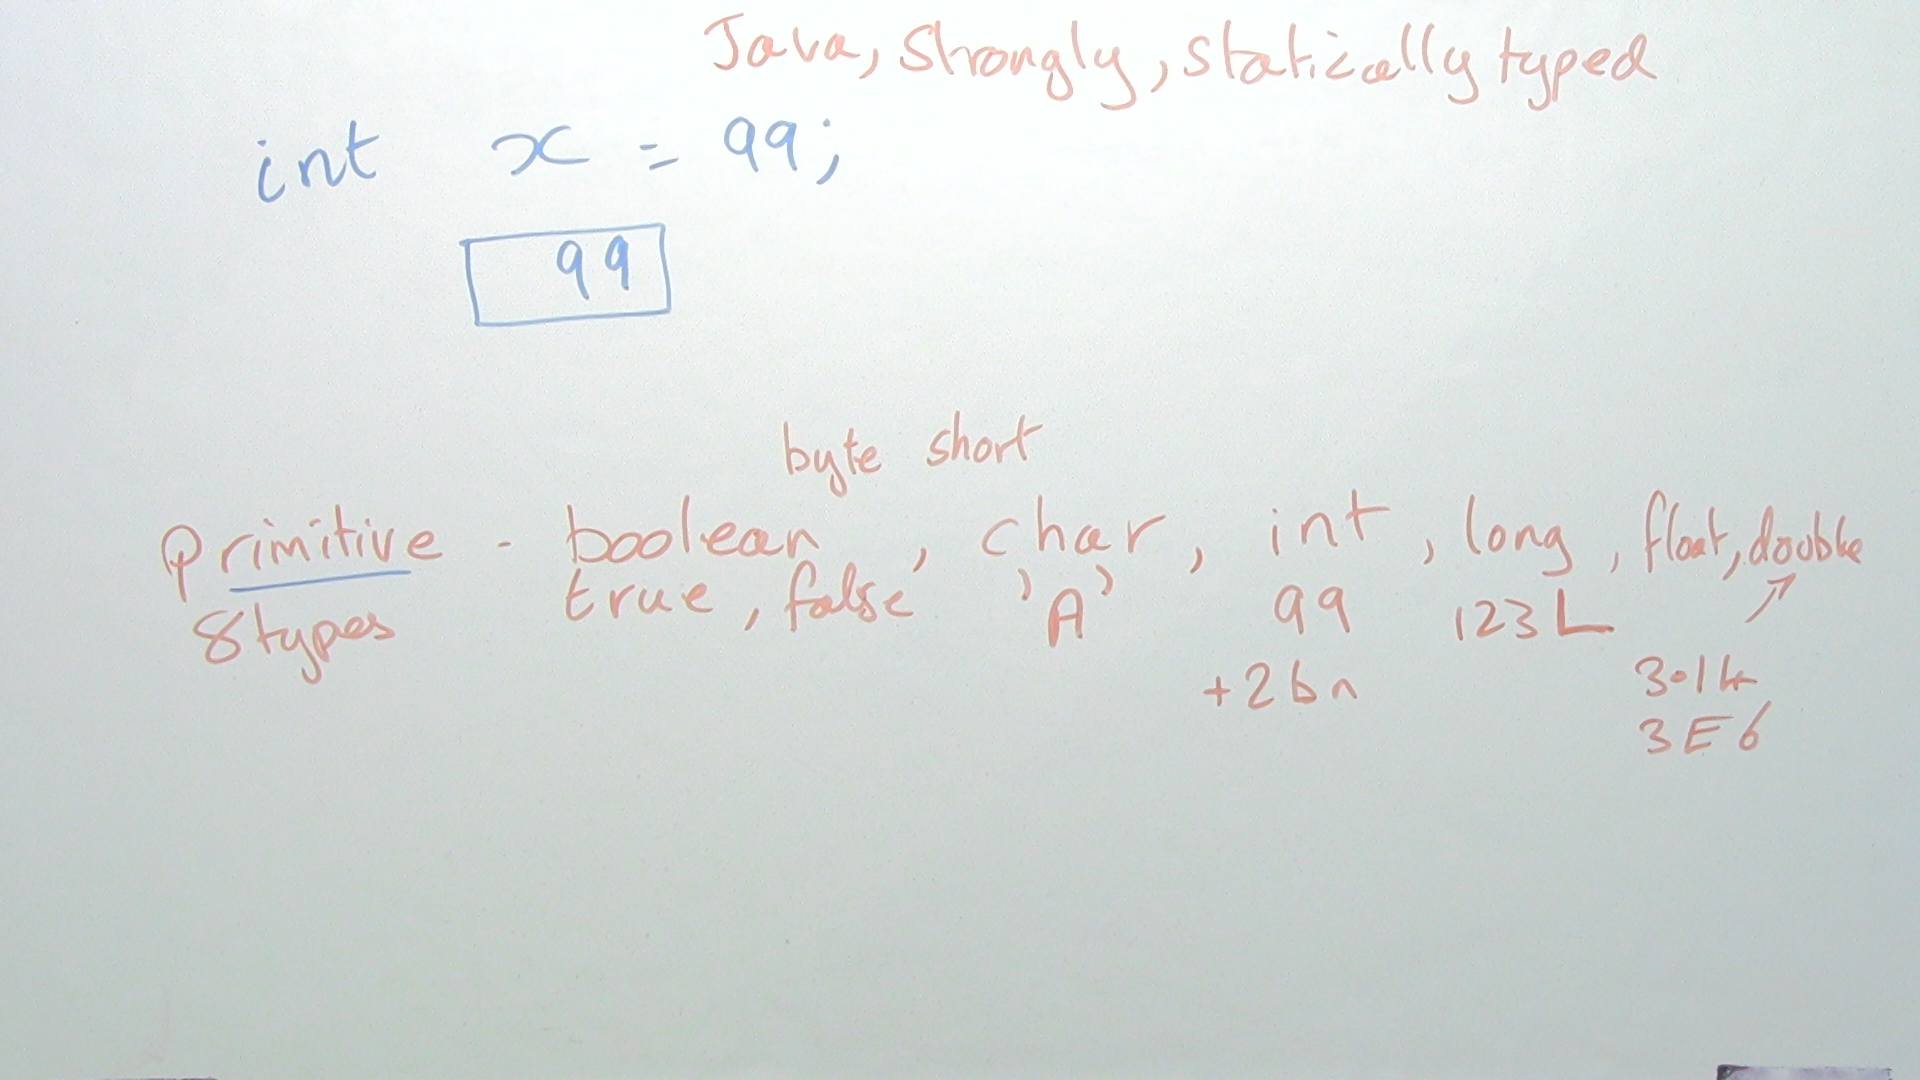 Java, Strongly, statically typed
int x = 99;
99
byte short
Primitive - boolean, char, int, long, float, double
8 types true, false 'A' 99 123L
+2bn 3.14
3E6